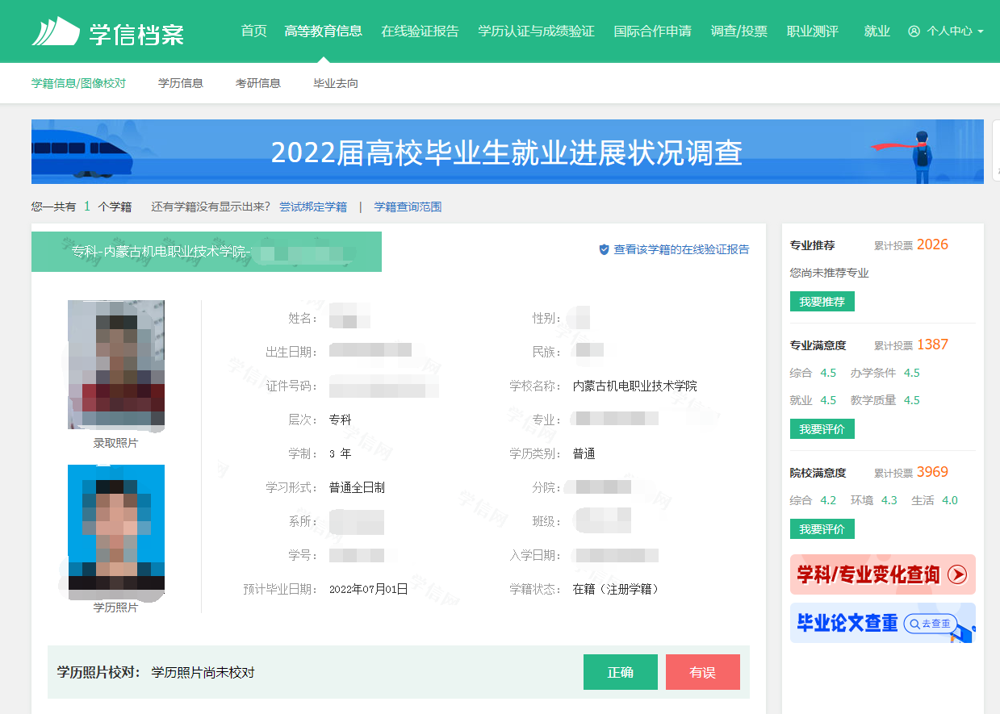 学信档案
首页 高等教育信息 在线验证报告 学历认证与成绩验证 国际合作申请 调查/投票 职业测评 就业 个人中心
学籍信息/图像校对 学历信息 考研信息 毕业去向
2022届高校毕业生就业进展状况调查
您一共有 1 个学籍 还有学籍没有显示出来? 尝试绑定学籍 | 学籍查询范围
专科-内蒙古机电职业技术学院-
查看该学籍的在线验证报告
录取照片
学历照片
姓名:
性别:
出生日期:
民族:
证件号码:
学校名称: 内蒙古机电职业技术学院
层次: 专科
专业:
学制: 3 年
学历类别: 普通
学习形式: 普通全日制
分院:
系所:
班级:
学号:
入学日期:
预计毕业日期: 2022年07月01日
学籍状态: 在籍（注册学籍）
学历照片校对: 学历照片尚未校对
正确 有误
专业推荐 累计投票 2026
您尚未推荐专业
我要推荐
专业满意度 累计投票 1387
综合 4.5 办学条件 4.5
就业 4.5 教学质量 4.5
我要评价
院校满意度 累计投票 3969
综合 4.2 环境 4.3 生活 4.0
我要评价
学科/专业变化查询
毕业论文查重 去查重
学信网